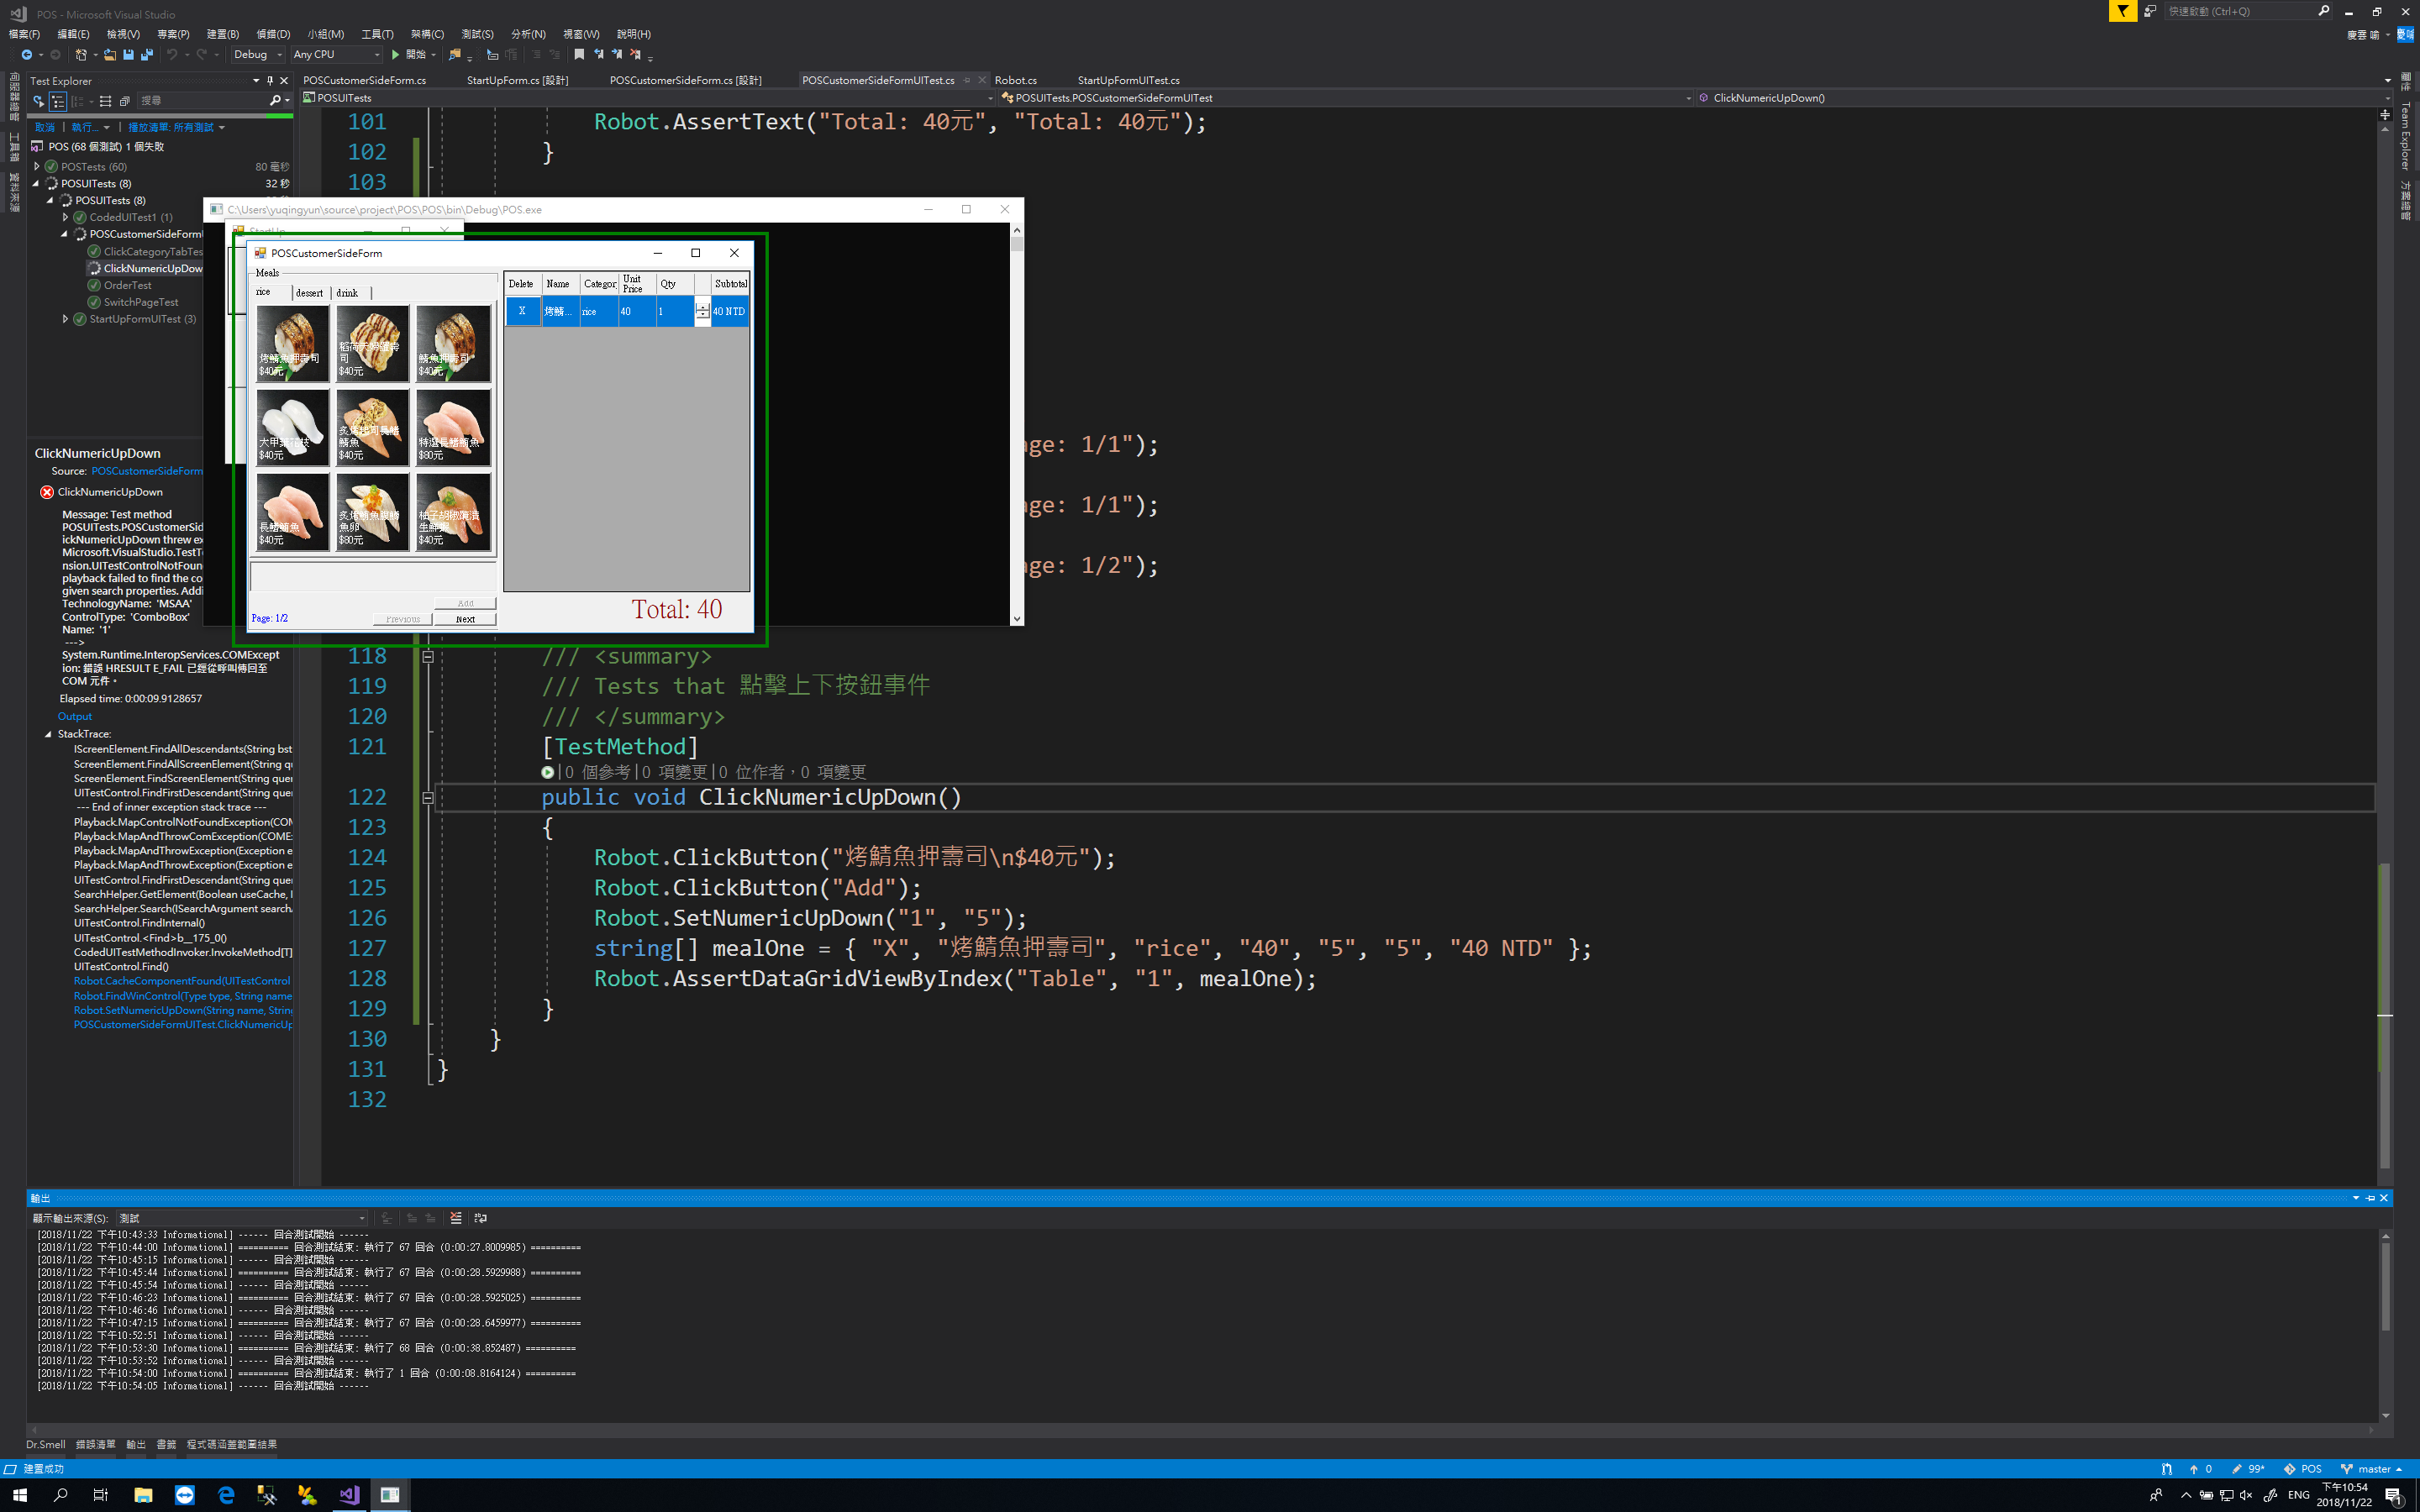 POS - Microsoft Visual Studio
快速啟動 (Ctrl+Q)
檔案(F) 編輯(E) 檢視(V) 專案(P) 建置(B) 偵錯(D) 小組(M) 工具(T) 架構(C) 測試(S) 分析(N) 視窗(W) 說明(H)
慶雲 喻
Debug Any CPU 開始
Test Explorer
搜尋
取消 | 執行... | 播放清單: 所有測試
POS (68 個測試) 1 個失敗
POSTests (60) 80 毫秒
POSUITests (8) 32 秒
POSUITests (8)
CodedUITest1 (1)
POSCustomerSideFormU
ClickCategoryTabTes
ClickNumericUpDow
OrderTest
SwitchPageTest
StartUpFormUITest (3)
ClickNumericUpDown
Source: POSCustomerSideForm
ClickNumericUpDown
Message: Test method
POSUITests.POSCustomerSid
ickNumericUpDown threw ex
Microsoft.VisualStudio.TestTo
nsion.UITestControlNotFoun
playback failed to find the co
given search properties. Addi
TechnologyName: 'MSAA'
ControlType: 'ComboBox'
Name: '1'
--->
System.Runtime.InteropServices.COMExcept
ion: 錯誤 HRESULT E_FAIL 已經從呼叫傳回至
COM 元件。
Elapsed time: 0:00:09.9128657
Output
StackTrace:
IScreenElement.FindAllDescendants(String bst
ScreenElement.FindAllScreenElement(String qu
ScreenElement.FindScreenElement(String quer
UITestControl.FindFirstDescendant(String que
--- End of inner exception stack trace ---
Playback.MapControlNotFoundException(CON
Playback.MapAndThrowComException(COMEx
Playback.MapAndThrowException(Exception e
Playback.MapAndThrowException(Exception e
UITestControl.FindFirstDescendant(String quer
SearchHelper.GetElement(Boolean useCache, I
SearchHelper.Search(ISearchArgument search
UITestControl.FindInternal()
UITestControl.<Find>b__175_0()
CodedUITestMethodInvoker.InvokeMethod[T]
UITestControl.Find()
Robot.CacheComponentFound(UITestControl
Robot.FindWinControl(Type type, String name
Robot.SetNumericUpDown(String name, String
POSCustomerSideFormUITest.ClickNumericUp
POSCustomerSideForm.cs StartUpForm.cs [設計] POSCustomerSideForm.cs [設計] POSCustomerSideFormUITest.cs Robot.cs StartUpFormUITest.cs
POSUITests POSUITests.POSCustomerSideFormUITest ClickNumericUpDown()
101 Robot.AssertText("Total: 40元", "Total: 40元");
102 }
103
C:\Users\yuqingyun\source\project\POS\POS\bin\Debug\POS.exe
StartUp
POSCustomerSideForm
Meals
rice dessert drink
烤鯖魚押壽司
$40元
司
$40元
鯖魚押壽司
$40元
$40元
鯖魚
$40元
特選長鰭鮪魚
$80元
長鰭鮪魚
$40元
魚卵
$80元
$40元
Page: 1/2
Add
Previous Next
Delete Name Categor Unit Price Qty Subtotal
X 烤鯖... rice 40 1 40 NTD
Total: 40
age: 1/1");
age: 1/1");
age: 1/2");
118 /// <summary>
119 /// Tests that 點擊上下按鈕事件
120 /// </summary>
121 [TestMethod]
|0 個參考|0 項變更|0 位作者，0 項變更
122 public void ClickNumericUpDown()
123 {
124 Robot.ClickButton("烤鯖魚押壽司\n$40元");
125 Robot.ClickButton("Add");
126 Robot.SetNumericUpDown("1", "5");
127 string[] mealOne = { "X", "烤鯖魚押壽司", "rice", "40", "5", "5", "40 NTD" };
128 Robot.AssertDataGridViewByIndex("Table", "1", mealOne);
129 }
130 }
131 }
132
Team Explorer
輸出
顯示輸出來源(S): 測試
[2018/11/22 下午10:43:33 Informational] ------ 回合測試開始 ------
[2018/11/22 下午10:44:00 Informational] ========== 回合測試結束: 執行了 67 回合 (0:00:27.8009985) ==========
[2018/11/22 下午10:45:15 Informational] ------ 回合測試開始 ------
[2018/11/22 下午10:45:44 Informational] ========== 回合測試結束: 執行了 67 回合 (0:00:28.5929988) ==========
[2018/11/22 下午10:45:54 Informational] ------ 回合測試開始 ------
[2018/11/22 下午10:46:23 Informational] ========== 回合測試結束: 執行了 67 回合 (0:00:28.5925025) ==========
[2018/11/22 下午10:46:46 Informational] ------ 回合測試開始 ------
[2018/11/22 下午10:47:15 Informational] ========== 回合測試結束: 執行了 67 回合 (0:00:28.6459977) ==========
[2018/11/22 下午10:52:51 Informational] ------ 回合測試開始 ------
[2018/11/22 下午10:53:30 Informational] ========== 回合測試結束: 執行了 68 回合 (0:00:38.852487) ==========
[2018/11/22 下午10:53:52 Informational] ------ 回合測試開始 ------
[2018/11/22 下午10:54:00 Informational] ========== 回合測試結束: 執行了 1 回合 (0:00:08.8164124) ==========
[2018/11/22 下午10:54:05 Informational] ------ 回合測試開始 ------
Dr.Smell 錯誤清單 輸出 書籤 程式碼涵蓋範圍結果
建置成功
0 99* POS master
ENG
下午10:54
2018/11/22